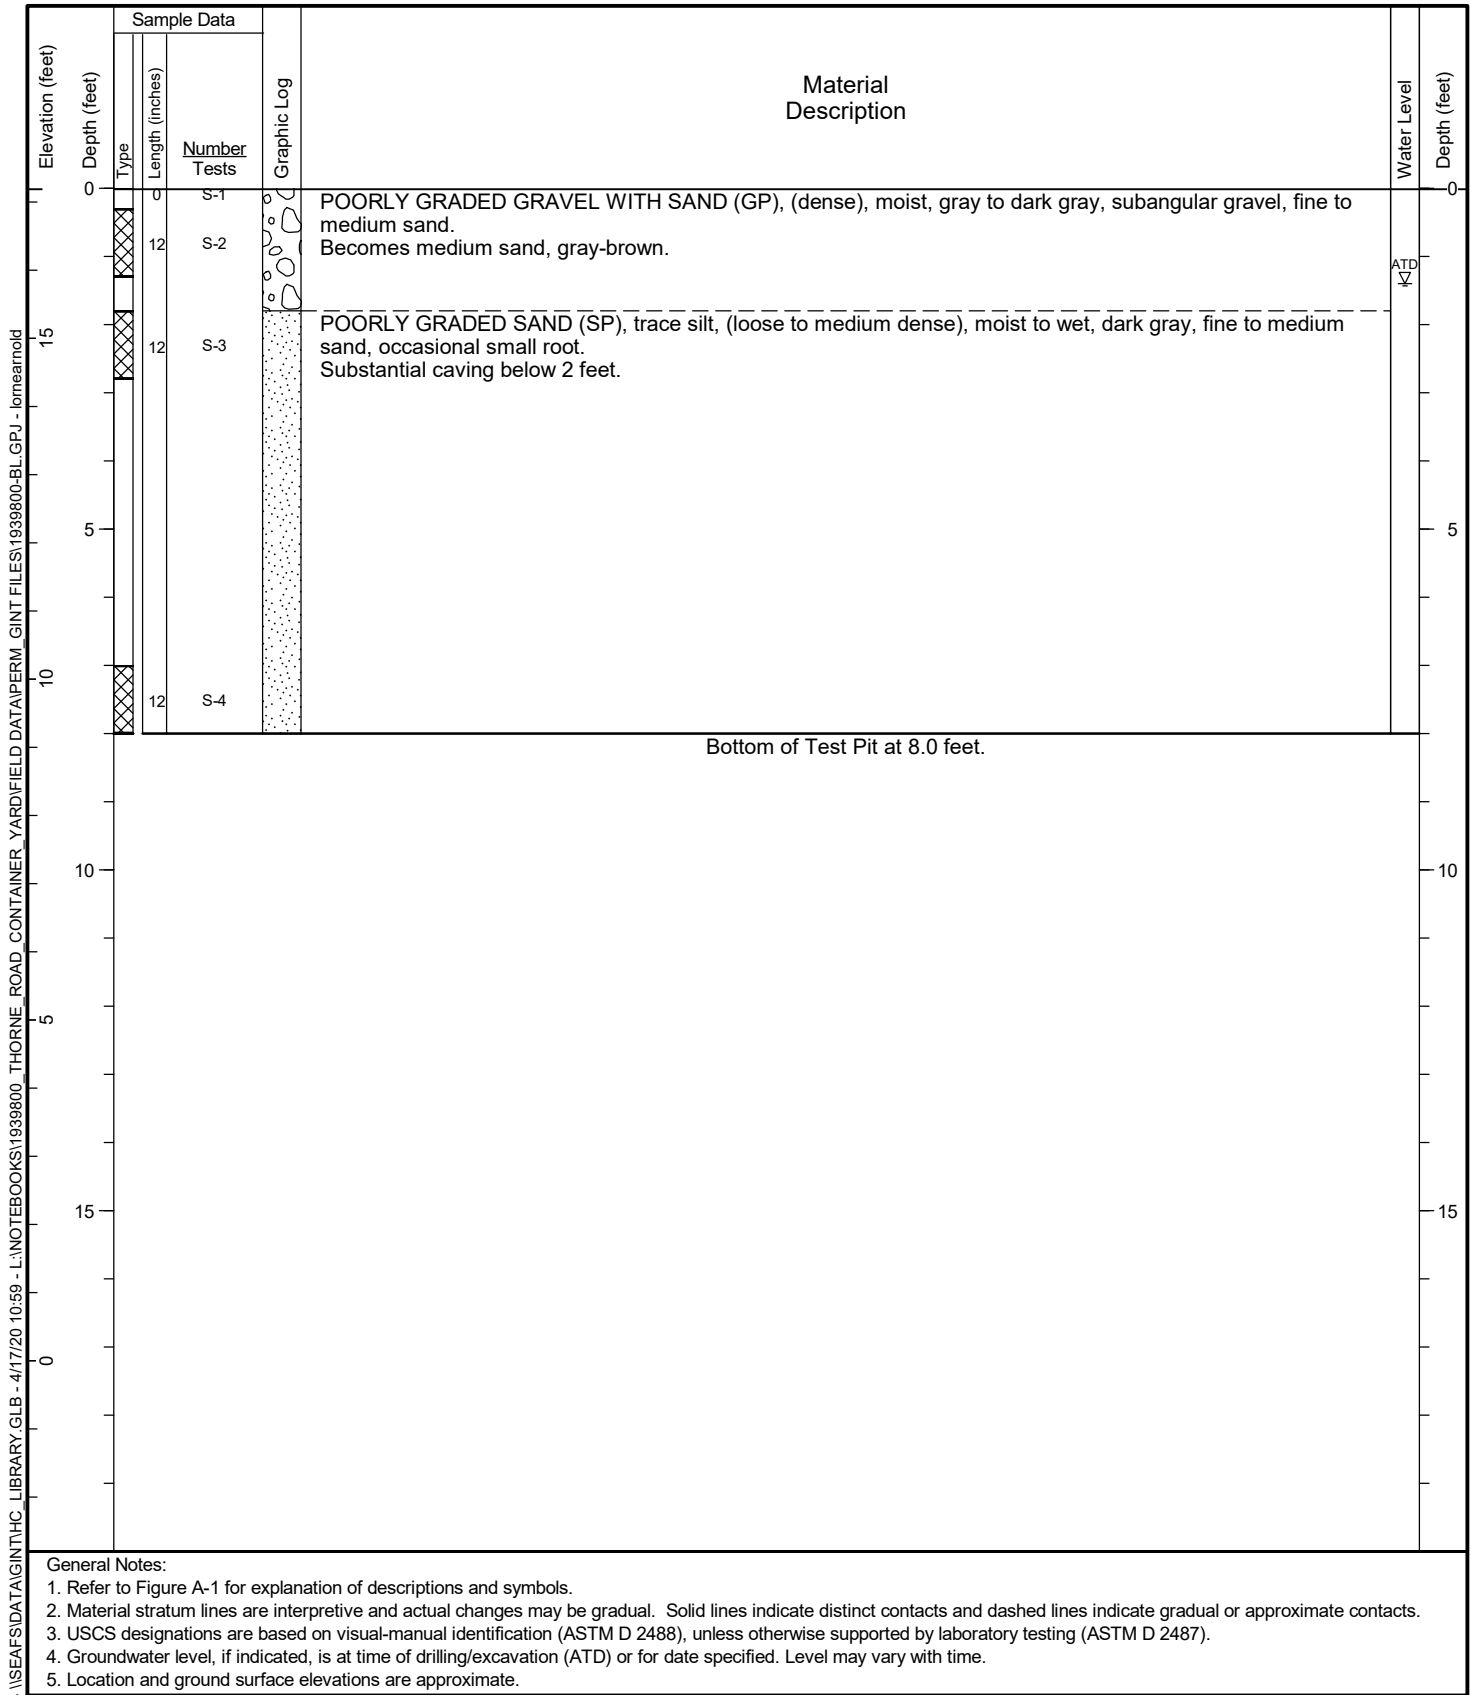 Sample Data
Elevation (feet)
Depth (feet)
Type
Length (inches)
Number
Tests
Graphic Log
Material
Description
Water Level
Depth (feet)
0
0 S-1
POORLY GRADED GRAVEL WITH SAND (GP), (dense), moist, gray to dark gray, subangular gravel, fine to
medium sand.
0
12 S-2
Becomes medium sand, gray-brown.
ATD
15
12 S-3
POORLY GRADED SAND (SP), trace silt, (loose to medium dense), moist to wet, dark gray, fine to medium
sand, occasional small root.
Substantial caving below 2 feet.
5
5
10
12 S-4
Bottom of Test Pit at 8.0 feet.
10
10
5
15
15
0
General Notes:
1. Refer to Figure A-1 for explanation of descriptions and symbols.
2. Material stratum lines are interpretive and actual changes may be gradual. Solid lines indicate distinct contacts and dashed lines indicate gradual or approximate contacts.
3. USCS designations are based on visual-manual identification (ASTM D 2488), unless otherwise supported by laboratory testing (ASTM D 2487).
4. Groundwater level, if indicated, is at time of drilling/excavation (ATD) or for date specified. Level may vary with time.
5. Location and ground surface elevations are approximate.
\\SEAFS\DATA\GINT\HC_LIBRARY.GLB - 4/17/20 10:59 - L:\NOTEBOOKS\1939800_THORNE_ROAD_CONTAINER_YARD\FIELD DATA\PERM_GINT FILES\1939800-BL.GPJ - lornearnold